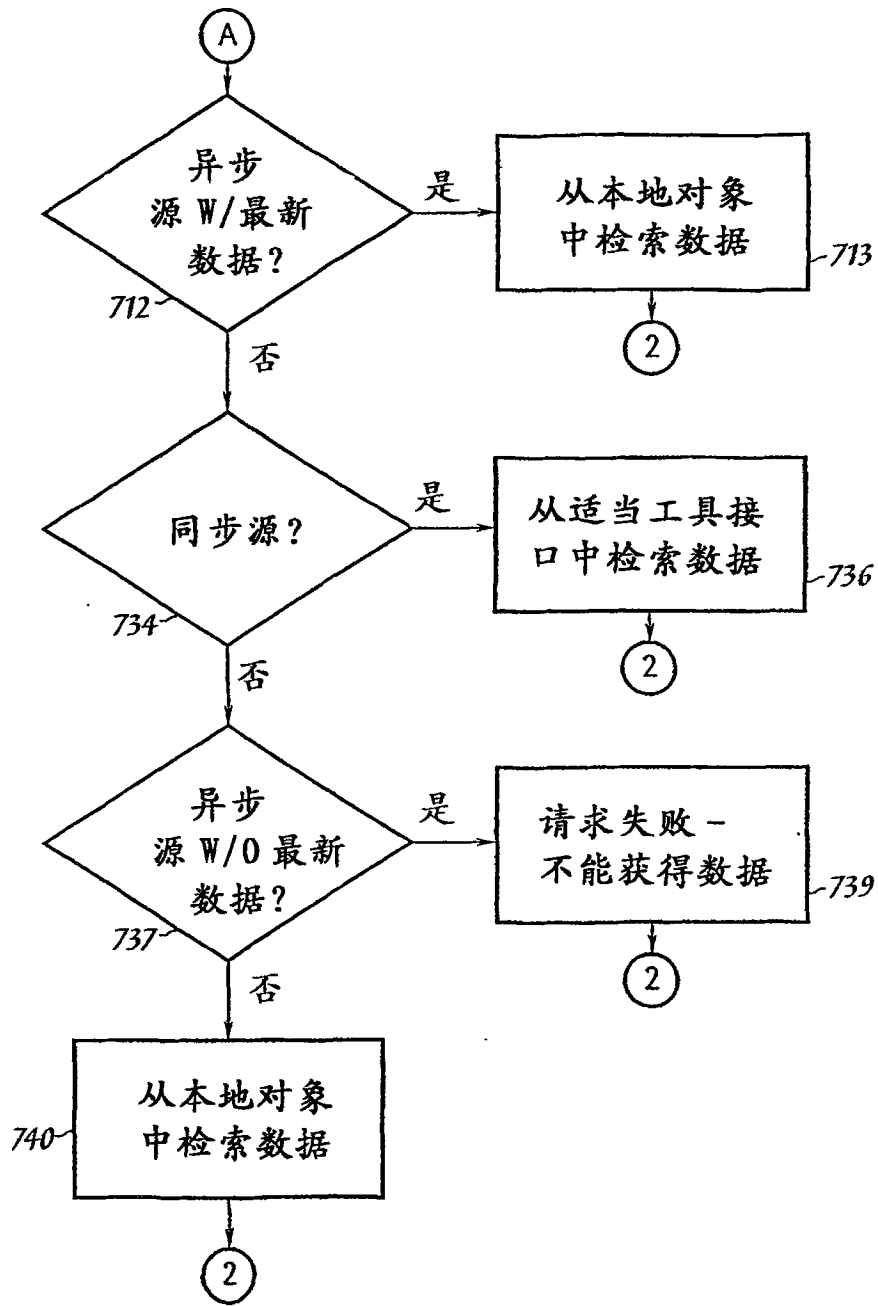 A
异步
源 W/最新
数据?
712
是
从本地对象
中检索数据
713
2
否
同步源?
734
是
从适当工具接
口中检索数据
736
2
否
异步
源 W/O 最新
数据?
737
是
请求失败-
不能获得数据
739
2
否
从本地对象
中检索数据
740
2